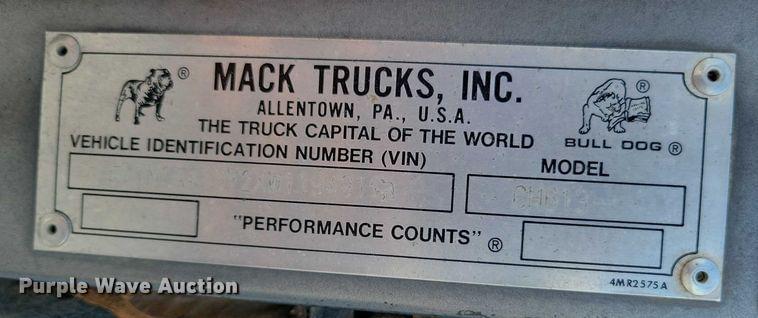 MACK TRUCKS, INC.
ALLENTOWN, PA., U.S.A.
THE TRUCK CAPITAL OF THE WORLD
BULL DOG ®
VEHICLE IDENTIFICATION NUMBER (VIN)
MODEL
CH613
"PERFORMANCE COUNTS" ®
4MR2575A
Purple Wave Auction